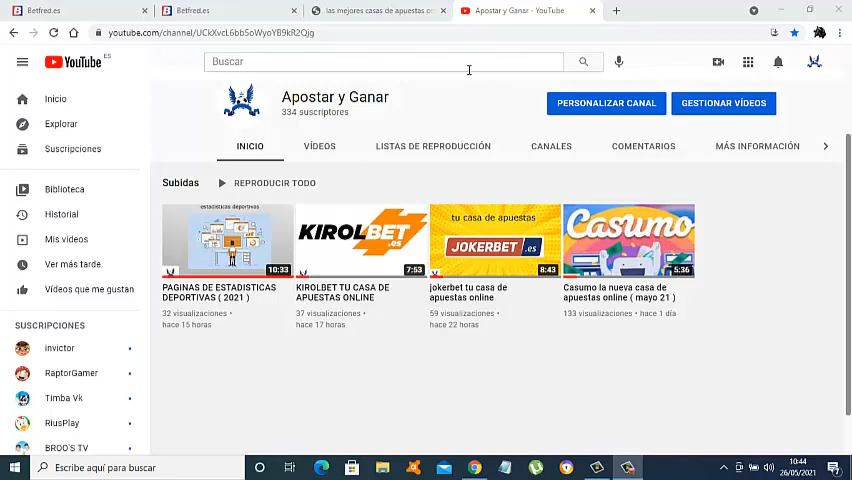 Betfred.es
Betfred.es
las mejores casas de apuestas on
Apostar y Ganar - YouTube
youtube.com/channel/UCkXvcL6bb5oWyoYB9kR2Qjg
YouTube ES
Buscar
Inicio
Explorar
Suscripciones
Biblioteca
Historial
Mis vídeos
Ver más tarde
Vídeos que me gustan
SUSCRIPCIONES
invictor
RaptorGamer
Timba Vk
RiusPlay
BROO'S TV
Apostar y Ganar
334 suscriptores
PERSONALIZAR CANAL
GESTIONAR VÍDEOS
INICIO
VÍDEOS
LISTAS DE REPRODUCCIÓN
CANALES
COMENTARIOS
MÁS INFORMACIÓN
Subidas
REPRODUCIR TODO
estadisticas deportivas
10:33
PAGINAS DE ESTADISTICAS
DEPORTIVAS ( 2021 )
32 visualizaciones •
hace 15 horas
KIROLBET.es
7:53
KIROLBET TU CASA DE
APUESTAS ONLINE
37 visualizaciones •
hace 17 horas
tu casa de apuestas
JOKERBET.es
8:43
jokerbet tu casa de
apuestas online
59 visualizaciones •
hace 22 horas
Casumo
5:36
Casumo la nueva casa de
apuestas online ( mayo 21 )
133 visualizaciones • hace 1 día
Escribe aquí para buscar
10:44
26/05/2021